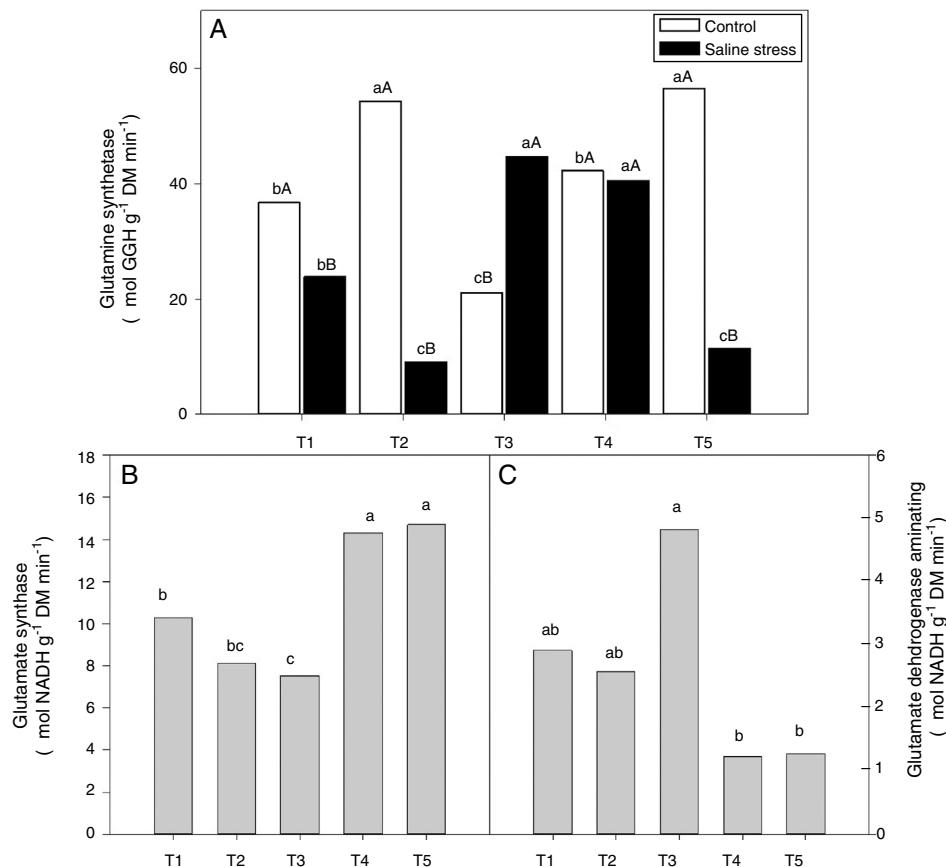 A
Control
Saline stress
Glutamine synthetase
( mol GGH g-1 DM min-1)
60
40
20
0
bA
bB
aA
cB
cB
aA
bA
aA
aA
cB
T1 T2 T3 T4 T5
B
Glutamate synthase
( mol NADH g-1 DM min-1)
18
16
14
12
10
8
6
4
2
0
b
bc
c
a
a
T1 T2 T3 T4 T5
C
ab
ab
a
b
b
T1 T2 T3 T4 T5
6
5
4
3
2
1
0
Glutamate dehdrogenase aminating
( mol NADH g-1 DM min-1)